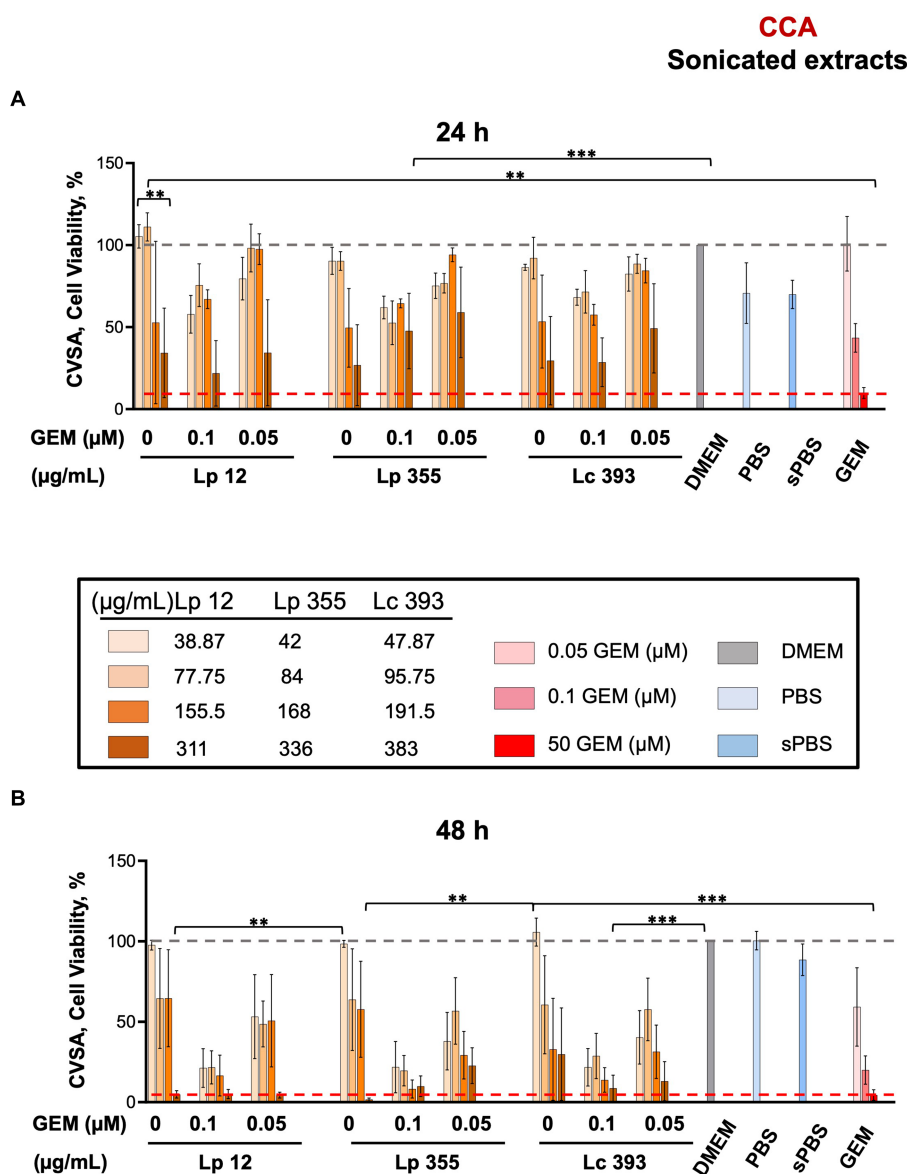 CCA
Sonicated extracts
A
24 h
CVSA, Cell Viability, %
150
100
50
0
***
**
**
GEM (µM) 0 0.1 0.05 0 0.1 0.05 0 0.1 0.05 DMEM PBS sPBS GEM
(µg/mL) Lp 12 Lp 355 Lc 393
(µg/mL) Lp 12 Lp 355 Lc 393
38.87 42 47.87 0.05 GEM (µM) DMEM
77.75 84 95.75
0.1 GEM (µM) PBS
155.5 168 191.5
311 336 383 50 GEM (µM) sPBS
B
48 h
CVSA, Cell Viability, %
150
100
50
0
** ** ***
***
GEM (µM) 0 0.1 0.05 0 0.1 0.05 0 0.1 0.05 DMEM PBS sPBS GEM
(µg/mL) Lp 12 Lp 355 Lc 393